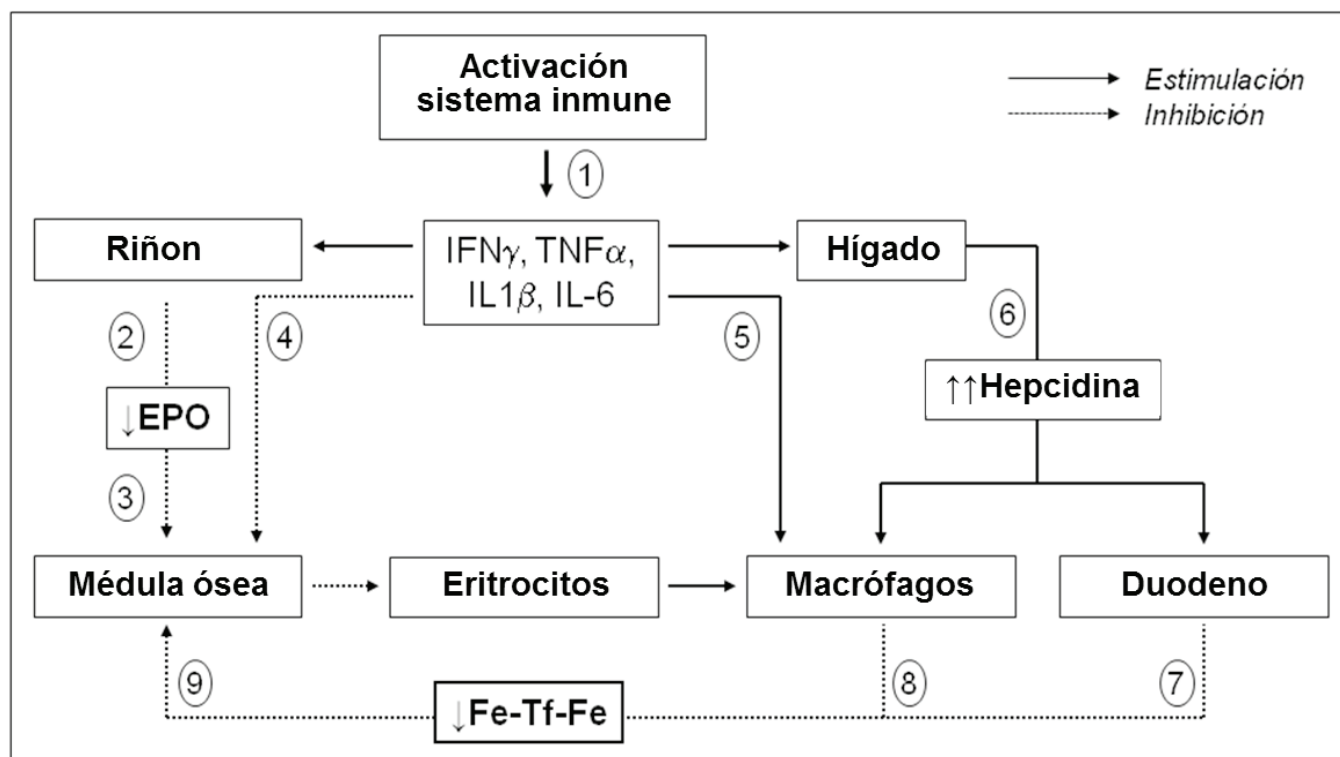 Activación
sistema inmune
Estimulación
Inhibición
1
Riñon
IFNγ, TNFα,
IL1β, IL-6
Hígado
2
4
5
6
↓EPO
↑↑Hepcidina
3
Médula ósea
Eritrocitos
Macrófagos
Duodeno
9
↓Fe-Tf-Fe
8
7